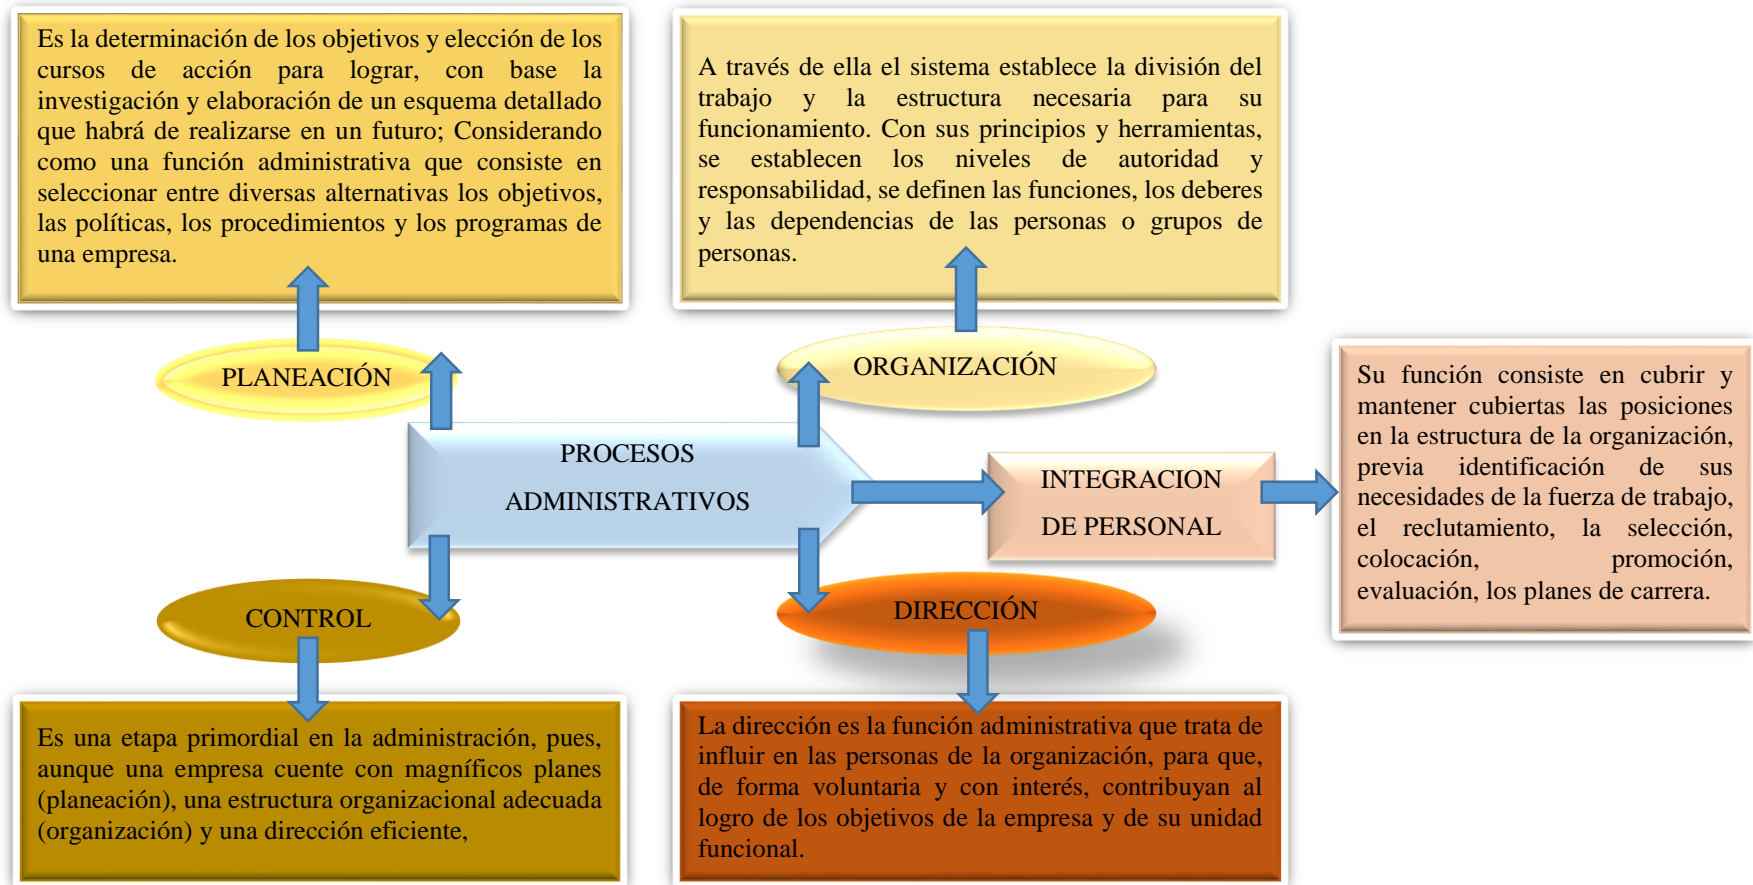 Es la determinación de los objetivos y elección de los
cursos de acción para lograr, con base la
investigación y elaboración de un esquema detallado
que habrá de realizarse en un futuro; Considerando
como una función administrativa que consiste en
seleccionar entre diversas alternativas los objetivos,
las políticas, los procedimientos y los programas de
una empresa.
A través de ella el sistema establece la división del
trabajo y la estructura necesaria para su
funcionamiento. Con sus principios y herramientas,
se establecen los niveles de autoridad y
responsabilidad, se definen las funciones, los deberes
y las dependencias de las personas o grupos de
personas.
PLANEACIÓN
ORGANIZACIÓN
PROCESOS
ADMINISTRATIVOS
INTEGRACION
DE PERSONAL
Su función consiste en cubrir y
mantener cubiertas las posiciones
en la estructura de la organización,
previa identificación de sus
necesidades de la fuerza de trabajo,
el reclutamiento, la selección,
colocación, promoción,
evaluación, los planes de carrera.
CONTROL
DIRECCIÓN
Es una etapa primordial en la administración, pues,
aunque una empresa cuente con magníficos planes
(planeación), una estructura organizacional adecuada
(organización) y una dirección eficiente,
La dirección es la función administrativa que trata de
influir en las personas de la organización, para que,
de forma voluntaria y con interés, contribuyan al
logro de los objetivos de la empresa y de su unidad
funcional.